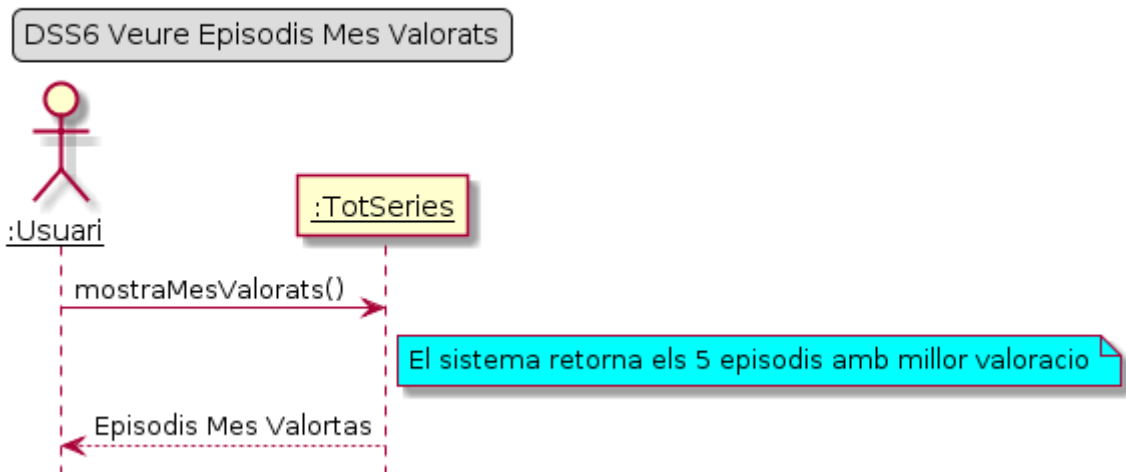 DSS6 Veure Episodis Mes Valorats
:Usuari
:TotSeries
mostraMesValorats()
El sistema retorna els 5 episodis amb millor valoracio
Episodis Mes Valortas